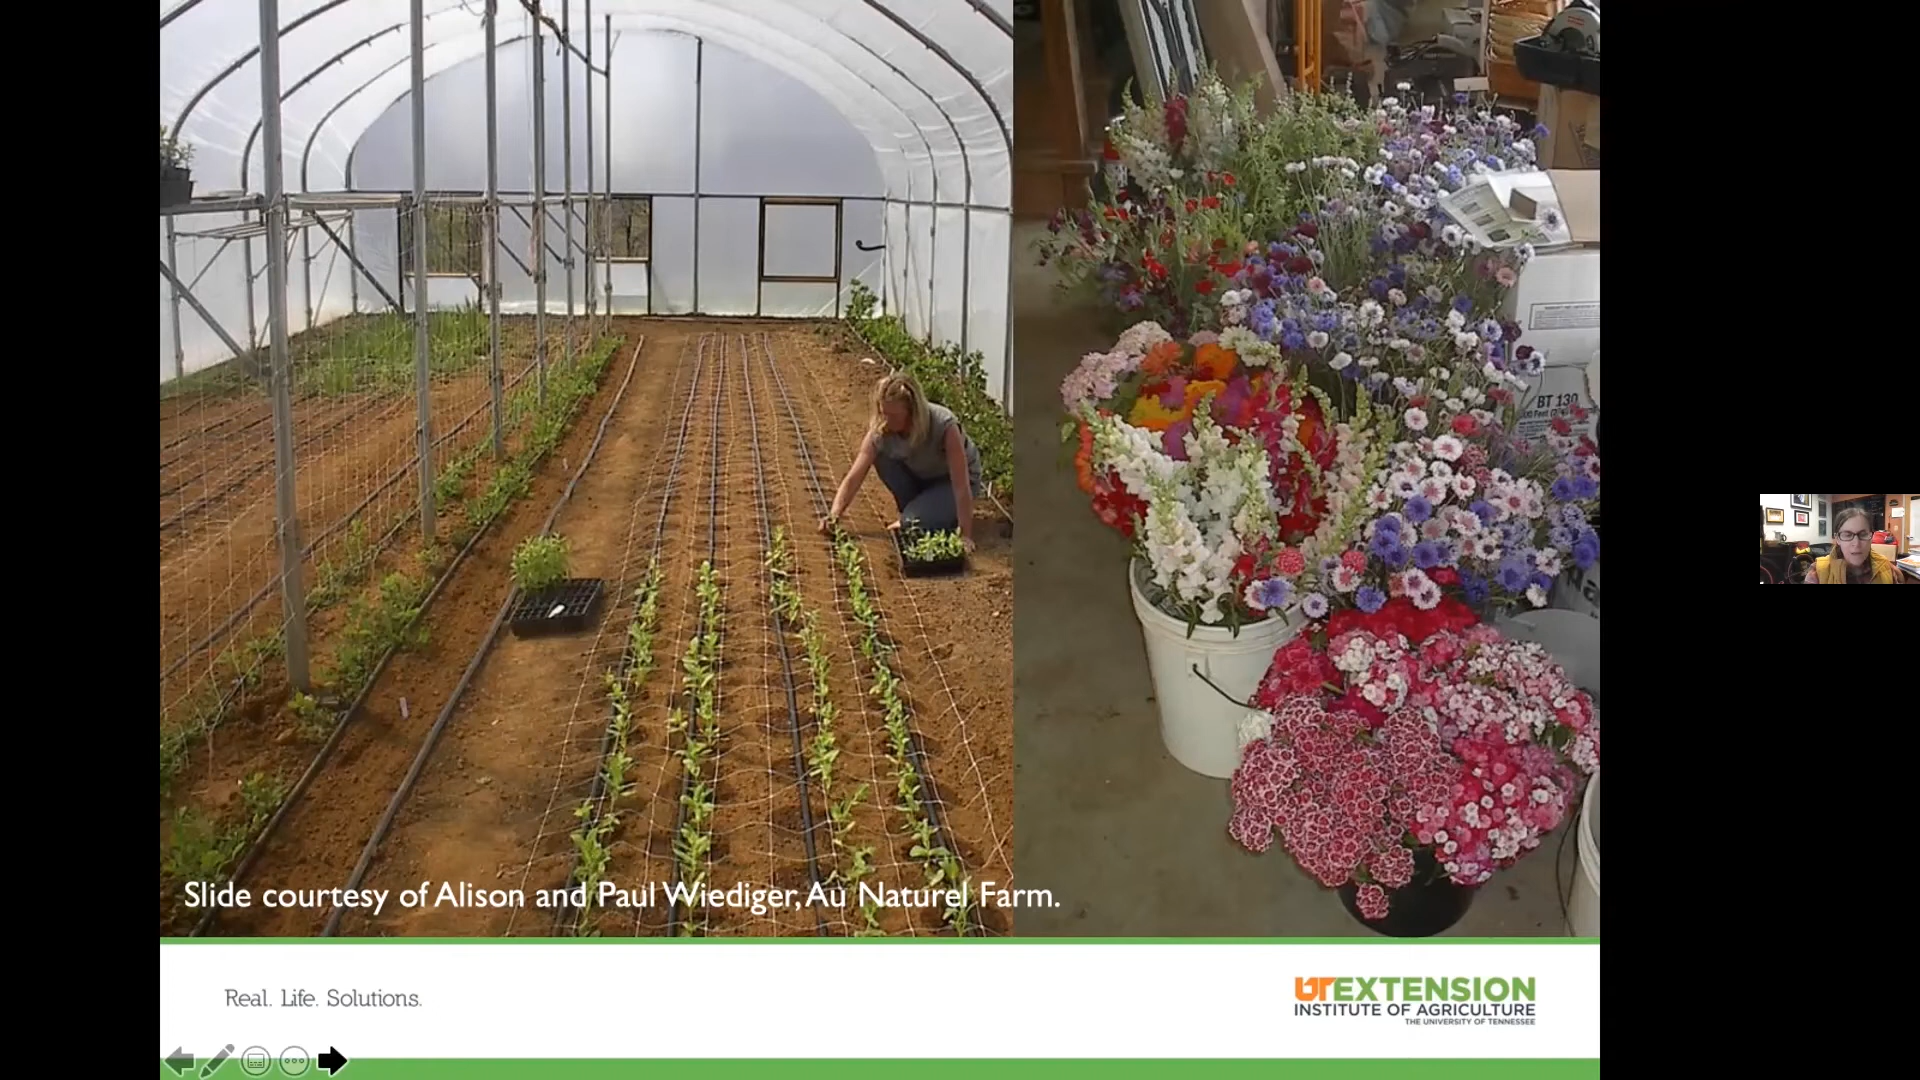 BT 130
Slide courtesy of Alison and Paul Wiediger, Au Naturel Farm.
Real. Life. Solutions.
UTEXTENSION
INSTITUTE OF AGRICULTURE
THE UNIVERSITY OF TENNESSEE